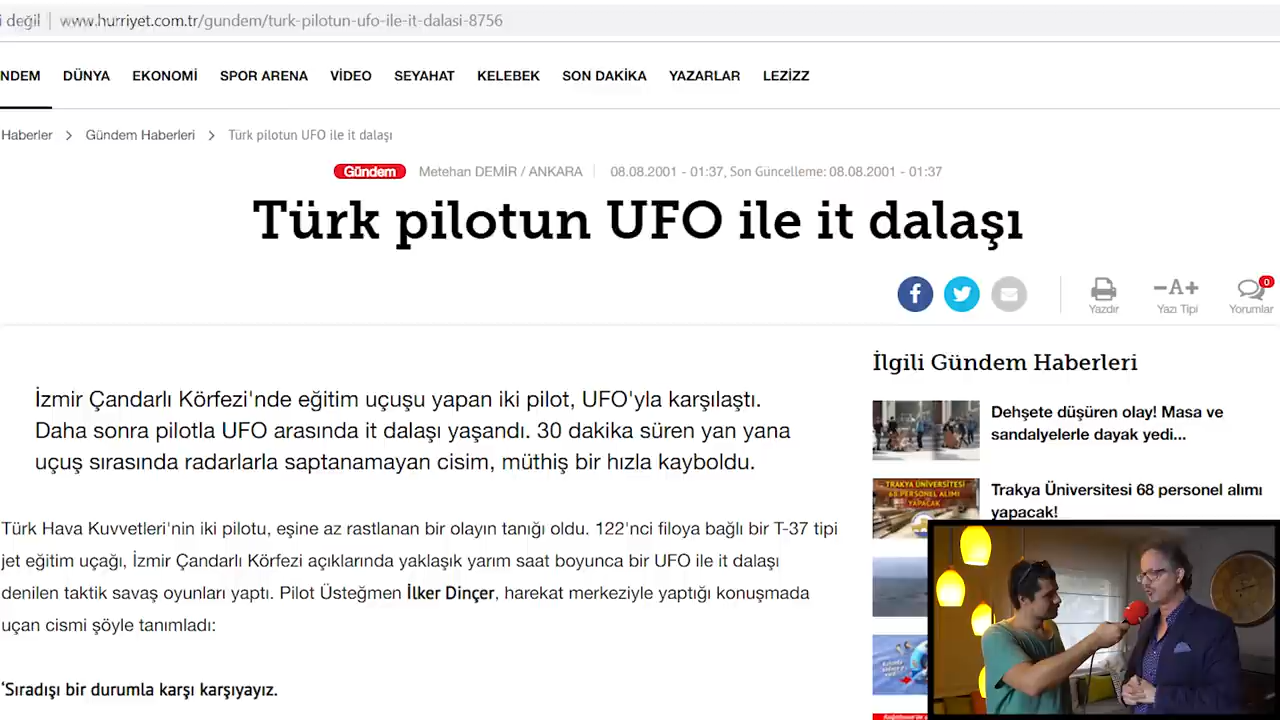 i değil | www.hurriyet.com.tr/gundem/turk-pilotun-ufo-ile-it-dalasi-8756
NDEM DÜNYA EKONOMİ SPOR ARENA VİDEO SEYAHAT KELEBEK SON DAKİKA YAZARLAR LEZİZZ
Haberler > Gündem Haberleri > Türk pilotun UFO ile it dalaşı
Gündem Metehan DEMİR / ANKARA | 08.08.2001 - 01:37, Son Güncelleme: 08.08.2001 - 01:37
Türk pilotun UFO ile it dalaşı
f
-A+
0
Yazdır Yazı Tipi Yorumlar
İlgili Gündem Haberleri
İzmir Çandarlı Körfezi'nde eğitim uçuşu yapan iki pilot, UFO'yla karşılaştı.
Daha sonra pilotla UFO arasında it dalaşı yaşandı. 30 dakika süren yan yana
uçuş sırasında radarlarla saptanamayan cisim, müthiş bir hızla kayboldu.
Dehşete düşüren olay! Masa ve
sandalyelerle dayak yedi...
TRAKYA ÜNİVERSİTESİ
68 PERSONEL ALIMI
YAPACAK!
Trakya Üniversitesi 68 personel alımı
yapacak!
Türk Hava Kuvvetleri'nin iki pilotu, eşine az rastlanan bir olayın tanığı oldu. 122'nci filoya bağlı bir T-37 tipi
jet eğitim uçağı, İzmir Çandarlı Körfezi açıklarında yaklaşık yarım saat boyunca bir UFO ile it dalaşı
denilen taktik savaş oyunları yaptı. Pilot Üsteğmen İlker Dinçer, harekat merkeziyle yaptığı konuşmada
uçan cismi şöyle tanımladı:
‘Sıradışı bir durumla karşı karşıyayız.